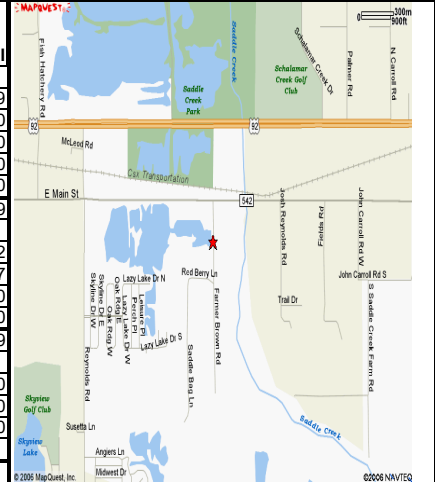 MAPQUEST
300m
900ft
Fish Hatchery Rd
Saddle Creek
Schalamar Creek Dr
Palmer Rd
N Carroll Rd
Schalamar
Creek Golf
Club
Saddle
Creek
Park
92
92
McLeod Rd
Csx Transportation
E Main St
542
Josh Reynolds Rd
Fields Rd
John Carroll Rd W
Red Berry Ln
John Carroll Rd S
Lazy Lake Dr N
Skyline Dr W
Skyline Dr E
Oak Rdg W
Oak Rdg E
Lazy Lake Dr W
Perch Pl
Leisure Pl
Farmer Brown Rd
Trail Dr
S Saddle Creek Farm Rd
Lazy Lake Dr S
Reynolds Rd
Saddle Bag Ln
Skyview
Golf Club
Saddle Creek
Susetta Ln
Skyview
Lake
Anglers Ln
Midwest Dr
© 2006 MapQuest, Inc.
©2006 NAVTEQ